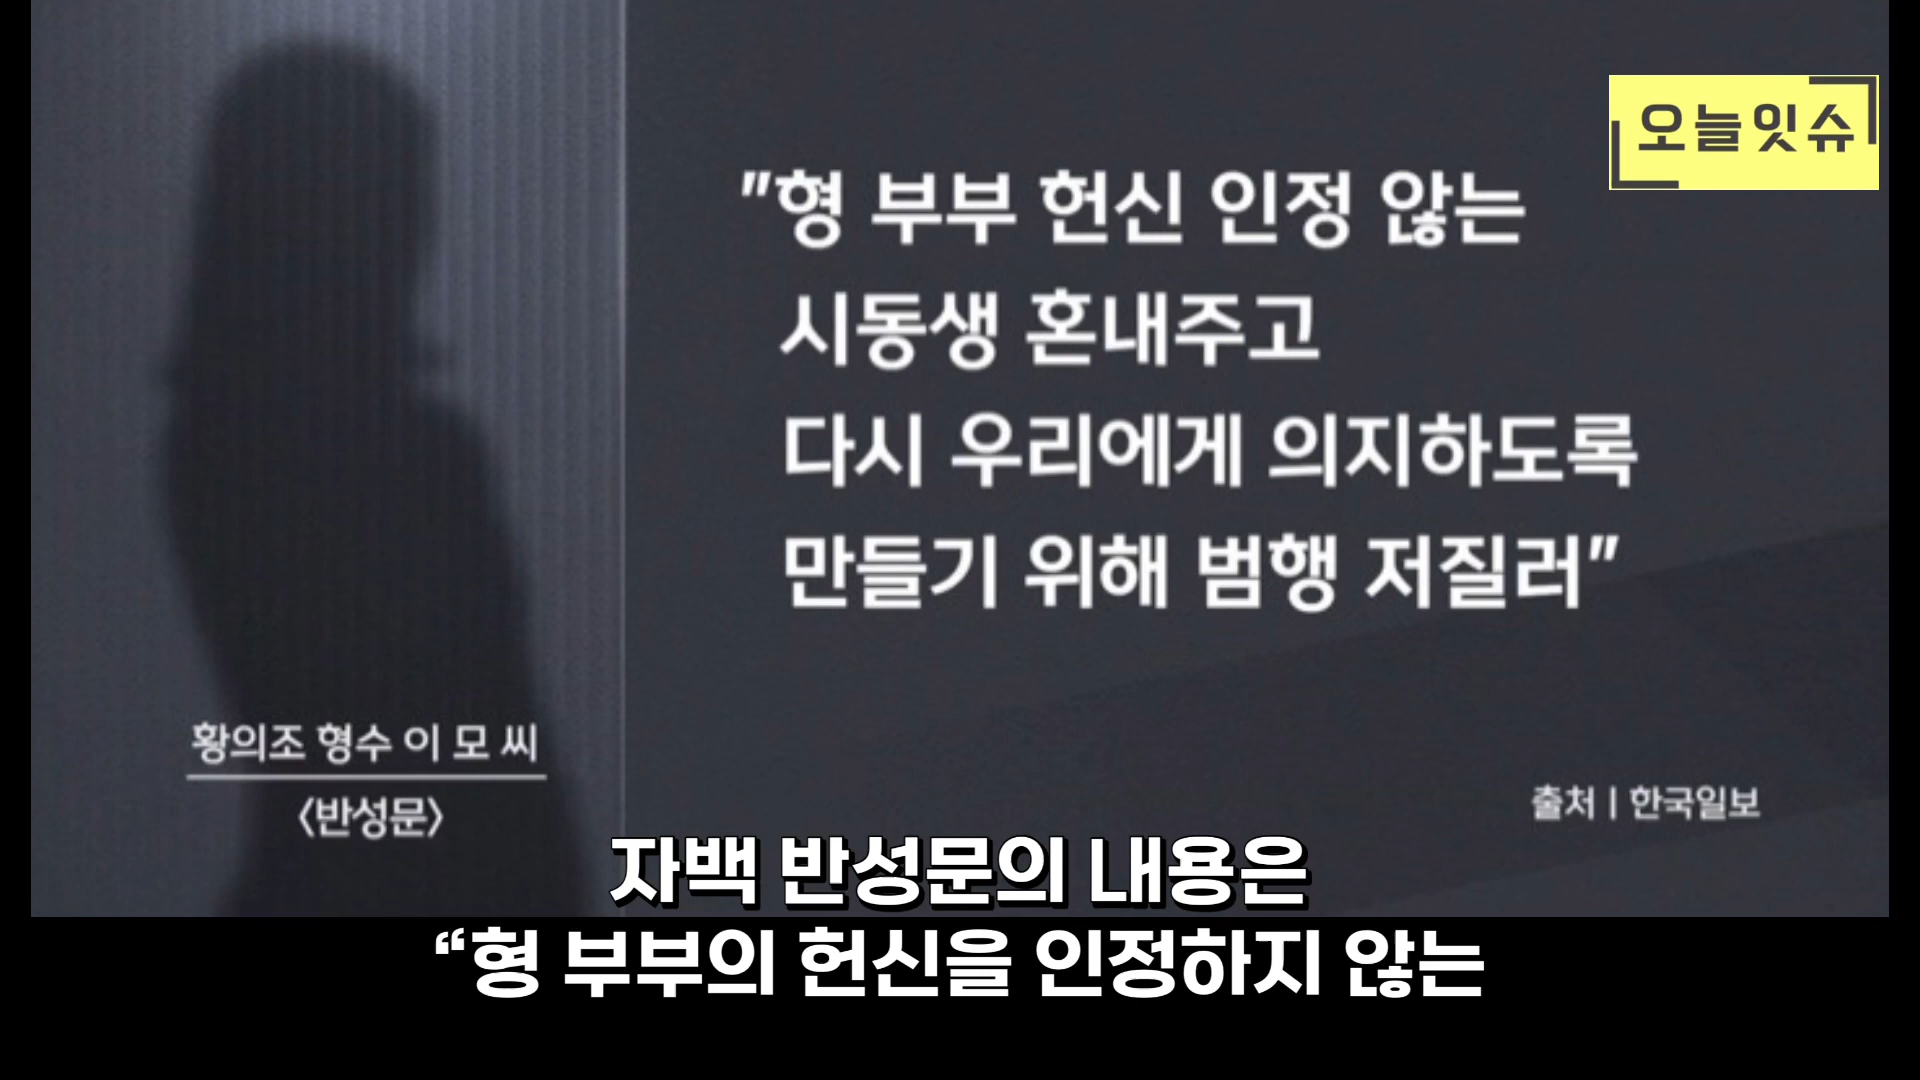 오늘잇슈
"형 부부 헌신 인정 않는
시동생 혼내주고
다시 우리에게 의지하도록
만들기 위해 범행 저질러"
황의조 형수 이 모 씨
〈반성문〉
출처 | 한국일보
자백 반성문의 내용은
“형 부부의 헌신을 인정하지 않는